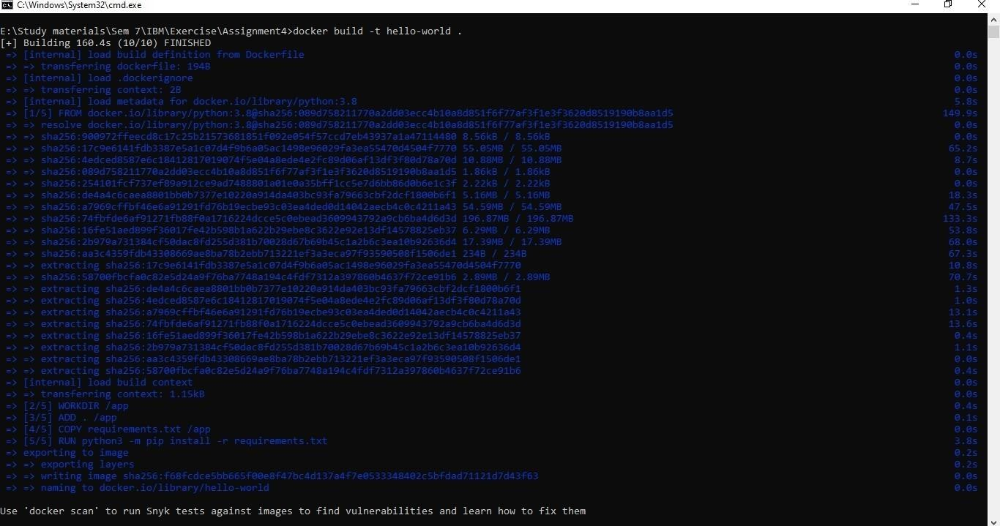 C:\Windows\System32\cmd.exe
E:\Study materials\Sem 7\IBM\Exercise\Assignment4>docker build -t hello-world .
[+] Building 160.4s (10/10) FINISHED
=> [internal] load build definition from Dockerfile 0.0s
=> => transferring dockerfile: 194B 0.0s
=> [internal] load .dockerignore 0.0s
=> => transferring context: 2B 0.0s
=> [internal] load metadata for docker.io/library/python:3.8 5.8s
=> [1/5] FROM docker.io/library/python:3.8@sha256:089d758211770a2dd03ecc4b10a8d851f6f77af3f1e3f3620d8519190b8aa1d5 149.9s
=> => resolve docker.io/library/python:3.8@sha256:089d758211770a2dd03ecc4b10a8d851f6f77af3f1e3f3620d8519190b8aa1d5 0.0s
=> => sha256:900972ffeecd8c17c25b21573681851f092e054f57ccd7eb43937a1a47114480 8.56kB / 8.56kB 0.0s
=> => sha256:17c9e6141fdb3387e5a1c07d4f9b6a05ac1498e96029fa3ea55470d4504f7770 55.05MB / 55.05MB 65.2s
=> => sha256:4edced8587e6c18412817019074f5e04a8ede4e2fc89d06af13df3f80d78a70d 10.88MB / 10.88MB 8.7s
=> => sha256:089d758211770a2dd03ecc4b10a8d851f6f77af3f1e3f3620d8519190b8aa1d5 1.86kB / 1.86kB 0.0s
=> => sha256:254101fcf737ef89a912ce9ad7488801a01e0a35bff1cc5e7d6bb86d0b6e1c3f 2.22kB / 2.22kB 0.0s
=> => sha256:de4a4c6caea8801bb0b7377e10220a914da403bc93fa79663cbf2dcf1800b6f1 5.16MB / 5.16MB 18.3s
=> => sha256:a7969cffbf46e6a91291fd76b19ecbe93c03ea4ded0d14042aecb4c0c4211a43 54.59MB / 54.59MB 47.5s
=> => sha256:74fbfde6af91271fb88f0a1716224dcce5c0ebead3609943792a9cb6ba4d6d3d 196.87MB / 196.87MB 133.3s
=> => sha256:16fe51aed899f36017fe42b598b1a622b29ebe8c3622e92e13df14578825eb37 6.29MB / 6.29MB 53.8s
=> => sha256:2b979a731384cf50dac8fd255d381b70028d67b69b45c1a2b6c3ea10b92636d4 17.39MB / 17.39MB 68.0s
=> => sha256:aa3c4359fdb43308669ae8ba78b2ebb713221ef3a3eca97f93590508f1506de1 234B / 234B 67.3s
=> => extracting sha256:17c9e6141fdb3387e5a1c07d4f9b6a05ac1498e96029fa3ea55470d4504f7770 10.8s
=> => sha256:58700fbcfa0c82e5d24a9f76ba7748a194c4fdf7312a397860b4637f72ce91b6 2.89MB / 2.89MB 70.7s
=> => extracting sha256:de4a4c6caea8801bb0b7377e10220a914da403bc93fa79663cbf2dcf1800b6f1 1.3s
=> => extracting sha256:4edced8587e6c18412817019074f5e04a8ede4e2fc89d06af13df3f80d78a70d 1.0s
=> => extracting sha256:a7969cffbf46e6a91291fd76b19ecbe93c03ea4ded0d14042aecb4c0c4211a43 13.1s
=> => extracting sha256:74fbfde6af91271fb88f0a1716224dcce5c0ebead3609943792a9cb6ba4d6d3d 13.6s
=> => extracting sha256:16fe51aed899f36017fe42b598b1a622b29ebe8c3622e92e13df14578825eb37 0.4s
=> => extracting sha256:2b979a731384cf50dac8fd255d381b70028d67b69b45c1a2b6c3ea10b92636d4 1.1s
=> => extracting sha256:aa3c4359fdb43308669ae8ba78b2ebb713221ef3a3eca97f93590508f1506de1 0.0s
=> => extracting sha256:58700fbcfa0c82e5d24a9f76ba7748a194c4fdf7312a397860b4637f72ce91b6 0.4s
=> [internal] load build context 0.0s
=> => transferring context: 1.15kB 0.0s
=> [2/5] WORKDIR /app 0.4s
=> [3/5] ADD . /app 0.1s
=> [4/5] COPY requirements.txt /app 0.0s
=> [5/5] RUN python3 -m pip install -r requirements.txt 3.8s
=> exporting to image 0.2s
=> => exporting layers 0.2s
=> => writing image sha256:f68fcdce5bb665f00e8f47bc4d137a4f7e0533348402c5bfdad71121d7d43f63 0.0s
=> => naming to docker.io/library/hello-world 0.0s
Use 'docker scan' to run Snyk tests against images to find vulnerabilities and learn how to fix them